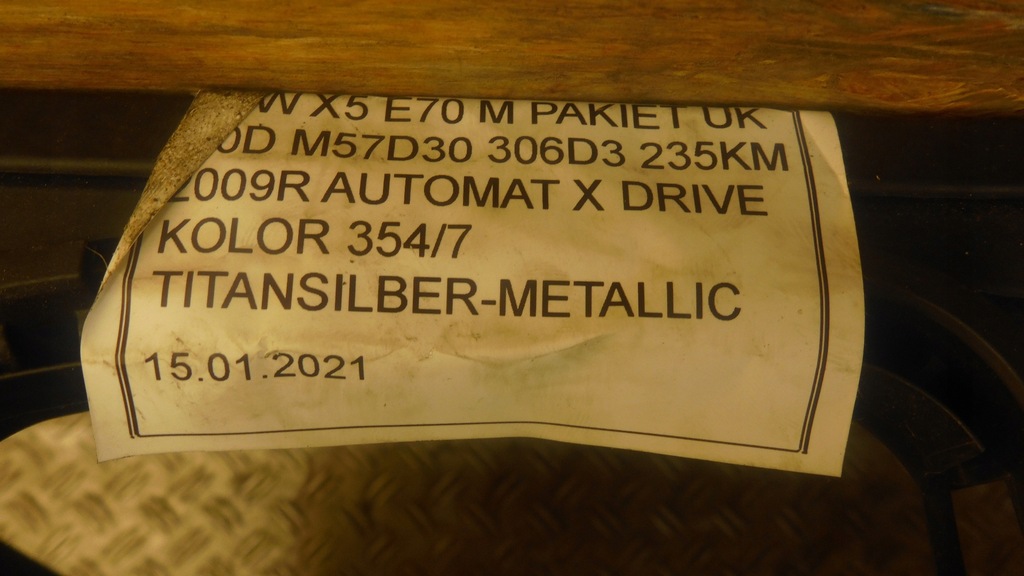 X5 E70 M PAKIET UK
M57D30 306D3 235KM
2009R AUTOMAT X DRIVE
KOLOR 354/7
TITANSILBER-METALLIC
15.01.2021